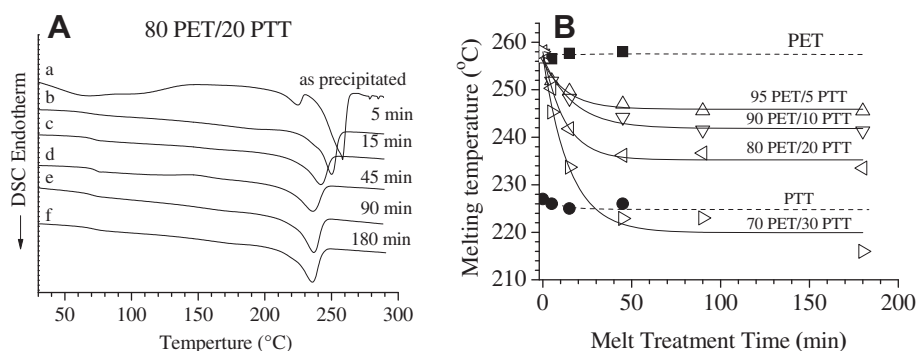 A
80 PET/20 PTT
a
as precipitated
b
5 min
c
15 min
d
45 min
e
90 min
f
180 min
DSC Endotherm
50 100 150 200 250 290
Temperture (°C)
B
260
250
240
230
220
210
Melting temperature (°C)
PET
95 PET/5 PTT
90 PET/10 PTT
80 PET/20 PTT
PTT
70 PET/30 PTT
0 50 100 150 200
Melt Treatment Time (min)